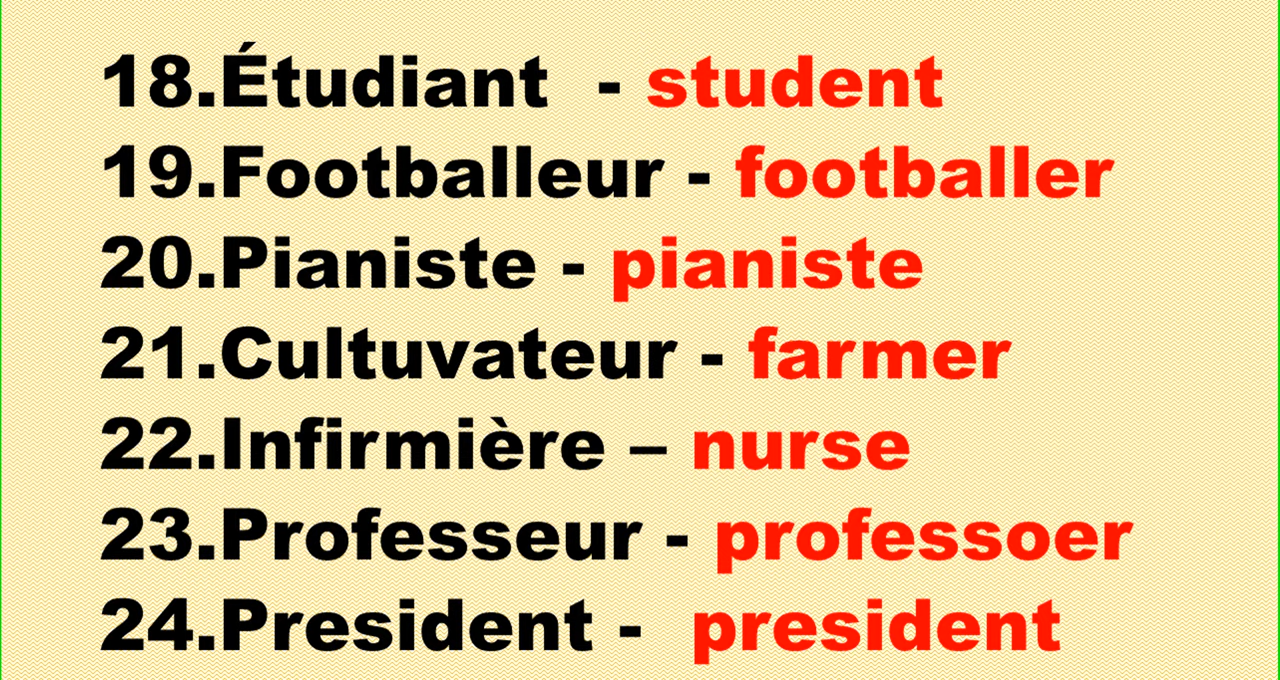 18.Étudiant - student
19.Footballeur - footballer
20.Pianiste - pianiste
21.Cultuvateur - farmer
22.Infirmière – nurse
23.Professeur - professoer
24.President - president